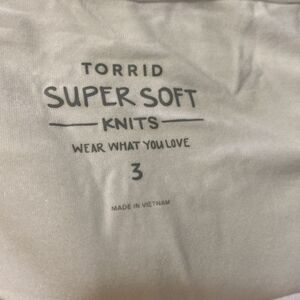 TORRID
SUPER SOFT
KNITS
WEAR WHAT YOU LOVE
3
MADE IN VIETNAM